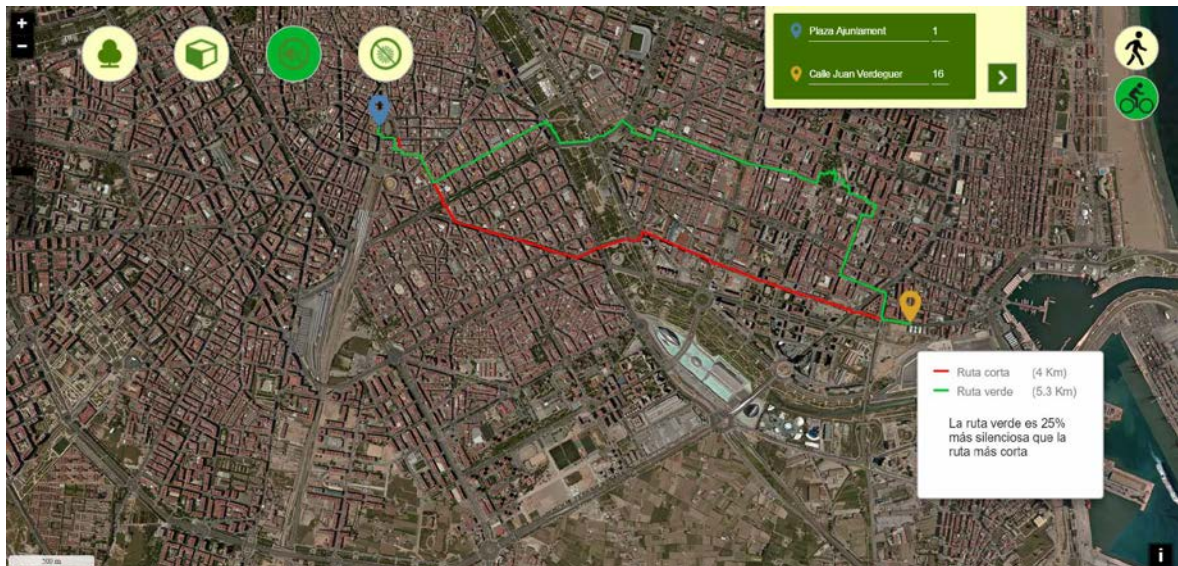 +
−
Plaza Ajuntament 1
Calle Juan Verdeguer 16
Ruta corta (4 Km)
Ruta verde (5.3 Km)
La ruta verde es 25%
más silenciosa que la
ruta más corta
500 m
i